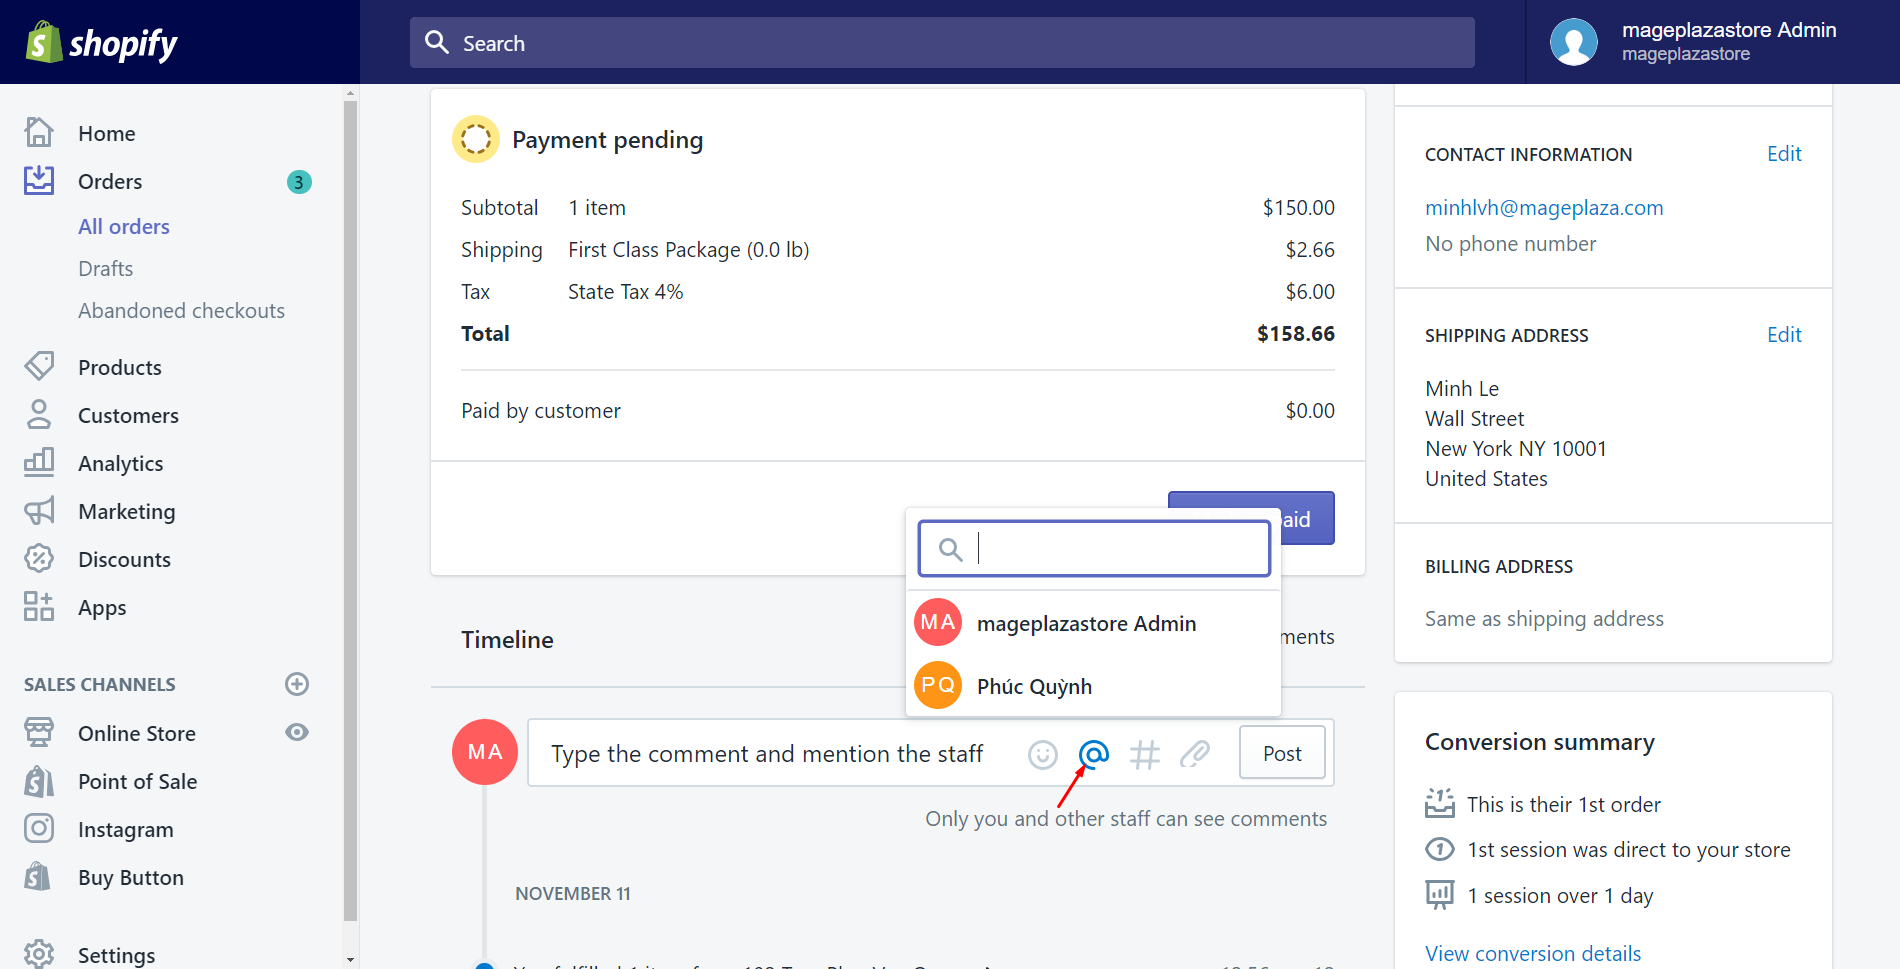 shopify
Search
mageplazastore Admin
mageplazastore
Home
Orders
3
All orders
Drafts
Abandoned checkouts
Products
Customers
Analytics
Marketing
Discounts
Apps
SALES CHANNELS
Online Store
Point of Sale
Instagram
Buy Button
Settings
Payment pending
Subtotal 1 item $150.00
Shipping First Class Package (0.0 lb) $2.66
Tax State Tax 4% $6.00
Total $158.66
Paid by customer $0.00
aid
MA mageplazastore Admin
PQ Phúc Quỳnh
Timeline
ments
MA
Type the comment and mention the staff
Post
Only you and other staff can see comments
NOVEMBER 11
CONTACT INFORMATION Edit
minhlvh@mageplaza.com
No phone number
SHIPPING ADDRESS Edit
Minh Le
Wall Street
New York NY 10001
United States
BILLING ADDRESS
Same as shipping address
Conversion summary
This is their 1st order
1st session was direct to your store
1 session over 1 day
View conversion details